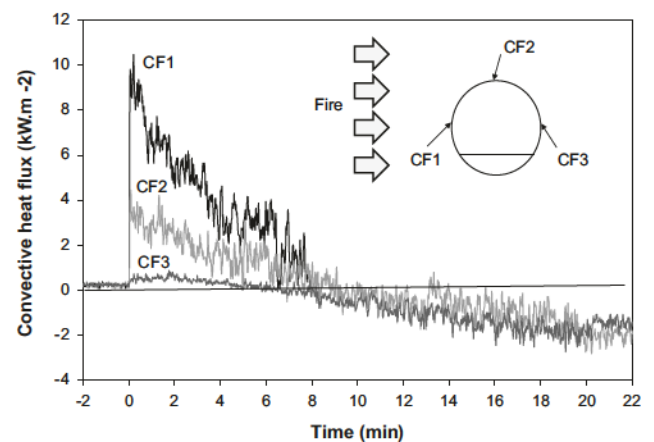 Convective heat flux (kW.m -2)
12
10
8
6
4
2
0
-2
-4
CF1
CF2
CF3
Fire
CF2
CF1
CF3
-2 0 2 4 6 8 10 12 14 16 18 20 22
Time (min)